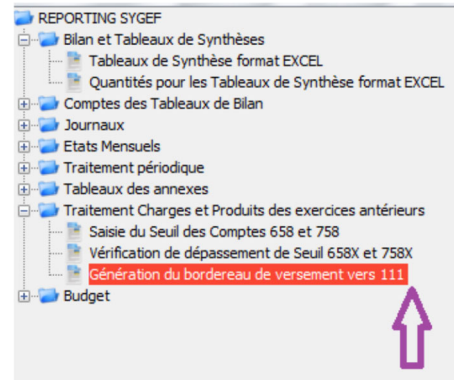 REPORTING SYGEF
Bilan et Tableaux de Synthèses
Tableaux de Synthèse format EXCEL
Quantités pour les Tableaux de Synthèse format EXCEL
Comptes des Tableaux de Bilan
Journaux
Etats Mensuels
Traitement périodique
Tableaux des annexes
Traitement Charges et Produits des exercices antérieurs
Saisie du Seuil des Comptes 658 et 758
Vérification de dépassement de Seuil 658X et 758X
Génération du bordereau de versement vers 111
Budget